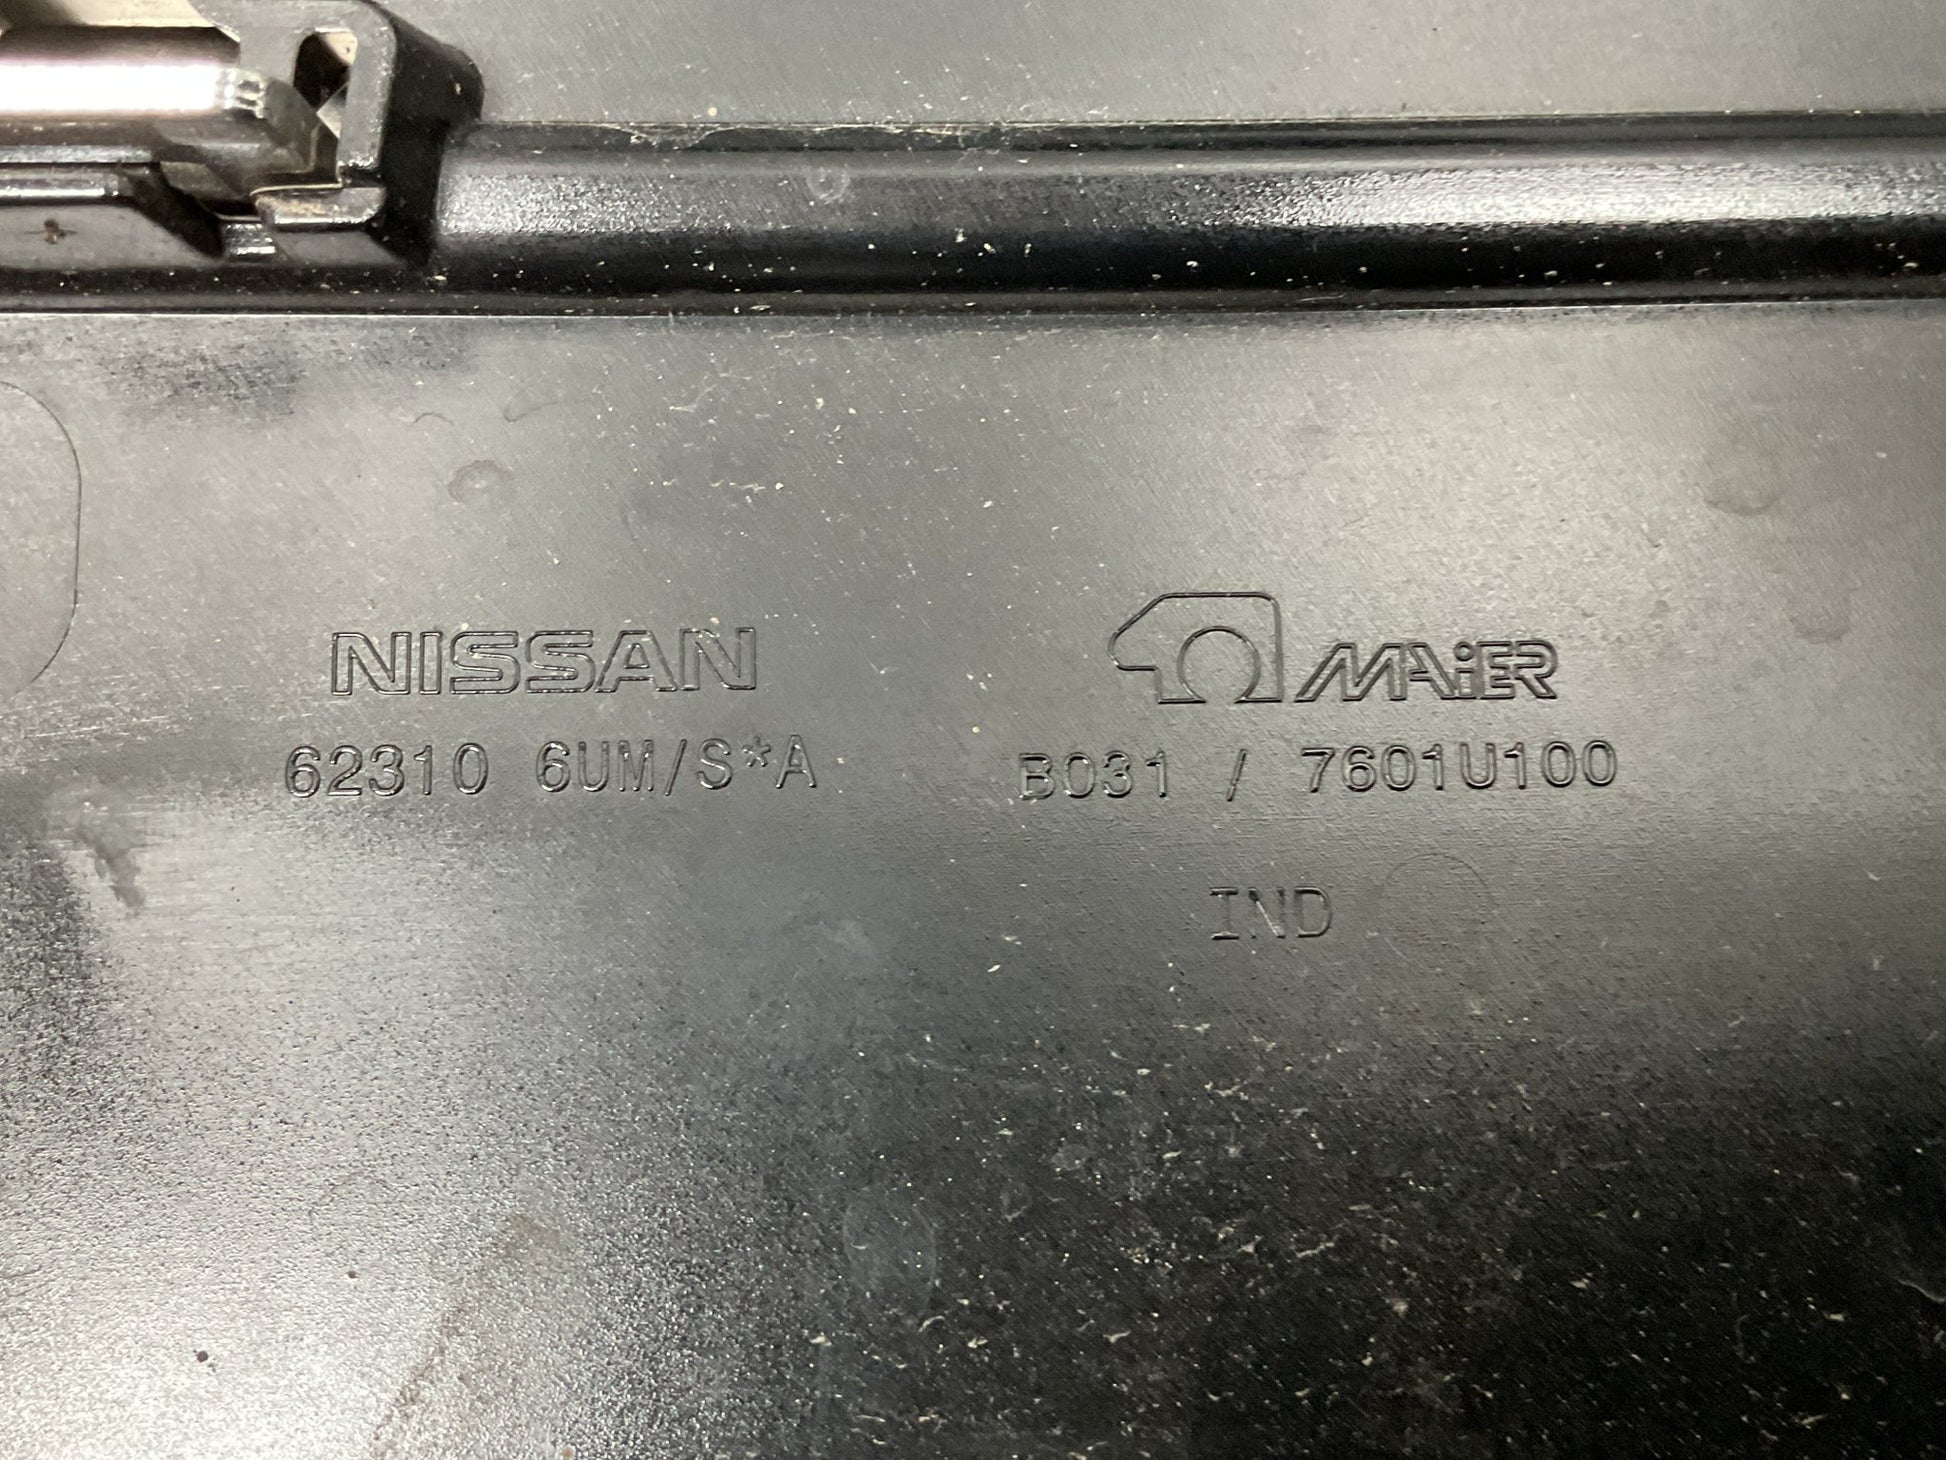 NISSAN
62310 6UM/S*A
MAiER
B031 / 7601U100
IND